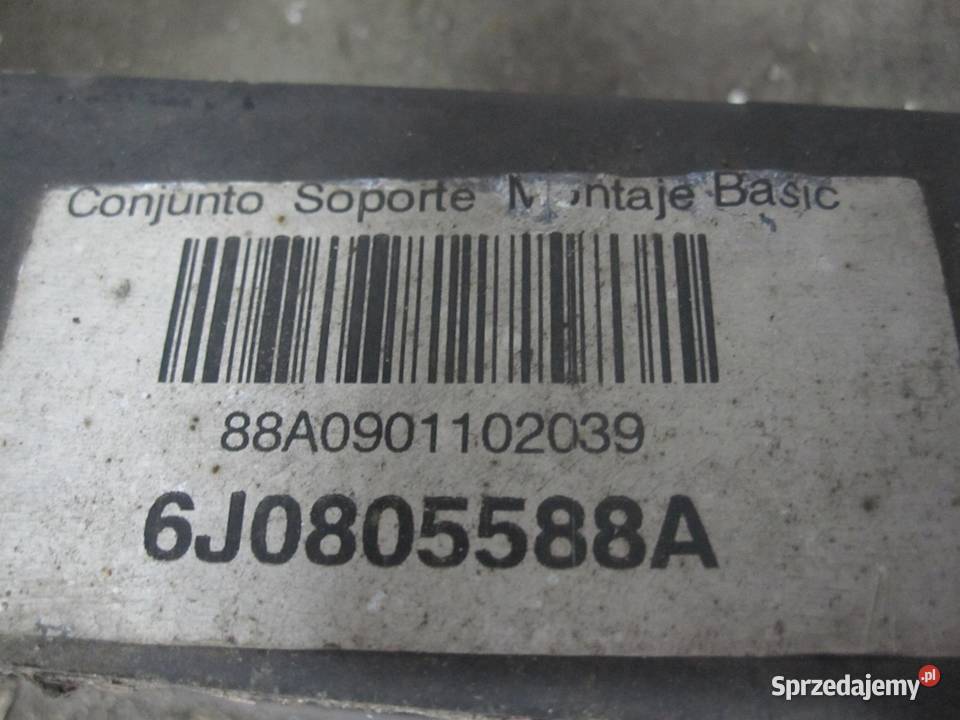 Conjunto Soporte Montaje Basic
88A0901102039
6J0805588A
Sprzedajemy.pl